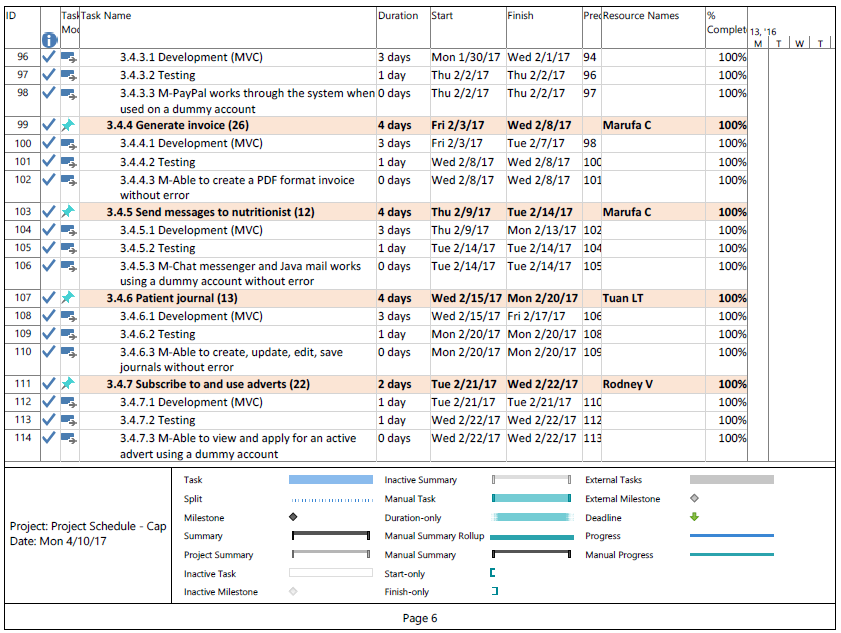 ID Task Task Name Duration Start Finish Prec Resource Names %
Moc Complet 13, '16
M T W T
96 3.4.3.1 Development (MVC) 3 days Mon 1/30/17 Wed 2/1/17 94 100%
97 3.4.3.2 Testing 1 day Thu 2/2/17 Thu 2/2/17 96 100%
98 3.4.3.3 M-PayPal works through the system when 0 days Thu 2/2/17 Thu 2/2/17 97 100%
used on a dummy account
99 3.4.4 Generate invoice (26) 4 days Fri 2/3/17 Wed 2/8/17 Marufa C 100%
100 3.4.4.1 Development (MVC) 3 days Fri 2/3/17 Tue 2/7/17 98 100%
101 3.4.4.2 Testing 1 day Wed 2/8/17 Wed 2/8/17 100 100%
102 3.4.4.3 M-Able to create a PDF format invoice 0 days Wed 2/8/17 Wed 2/8/17 101 100%
without error
103 3.4.5 Send messages to nutritionist (12) 4 days Thu 2/9/17 Tue 2/14/17 Marufa C 100%
104 3.4.5.1 Development (MVC) 3 days Thu 2/9/17 Mon 2/13/17 102 100%
105 3.4.5.2 Testing 1 day Tue 2/14/17 Tue 2/14/17 104 100%
106 3.4.5.3 M-Chat messenger and Java mail works 0 days Tue 2/14/17 Tue 2/14/17 105 100%
using a dummy account without error
107 3.4.6 Patient journal (13) 4 days Wed 2/15/17 Mon 2/20/17 Tuan LT 100%
108 3.4.6.1 Development (MVC) 3 days Wed 2/15/17 Fri 2/17/17 106 100%
109 3.4.6.2 Testing 1 day Mon 2/20/17 Mon 2/20/17 108 100%
110 3.4.6.3 M-Able to create, update, edit, save 0 days Mon 2/20/17 Mon 2/20/17 109 100%
journals without error
111 3.4.7 Subscribe to and use adverts (22) 2 days Tue 2/21/17 Wed 2/22/17 Rodney V 100%
112 3.4.7.1 Development (MVC) 1 day Tue 2/21/17 Tue 2/21/17 110 100%
113 3.4.7.2 Testing 1 day Wed 2/22/17 Wed 2/22/17 112 100%
114 3.4.7.3 M-Able to view and apply for an active 0 days Wed 2/22/17 Wed 2/22/17 113 100%
advert using a dummy account
Project: Project Schedule - Cap
Date: Mon 4/10/17
Task
Split
Milestone
Summary
Project Summary
Inactive Task
Inactive Milestone
Inactive Summary
Manual Task
Duration-only
Manual Summary Rollup
Manual Summary
Start-only
Finish-only
External Tasks
External Milestone
Deadline
Progress
Manual Progress
Page 6